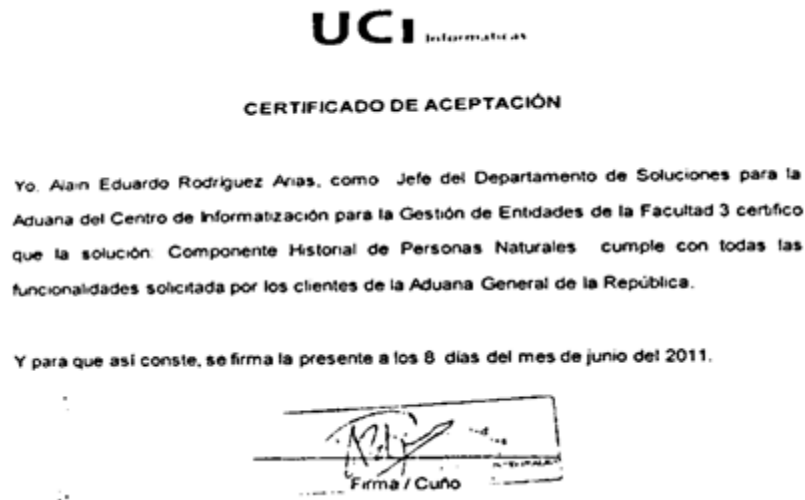 UCI Informaticas
CERTIFICADO DE ACEPTACIÓN
Yo. Alain Eduardo Rodríguez Arias, como Jefe del Departamento de Soluciones para la
Aduana del Centro de Informatización para la Gestión de Entidades de la Facultad 3 certifico
que la solución: Componente Historial de Personas Naturales cumple con todas las
funcionalidades solicitada por los clientes de la Aduana General de la República.
Y para que así conste, se firma la presente a los 8 días del mes de junio del 2011.
Firma / Cuño